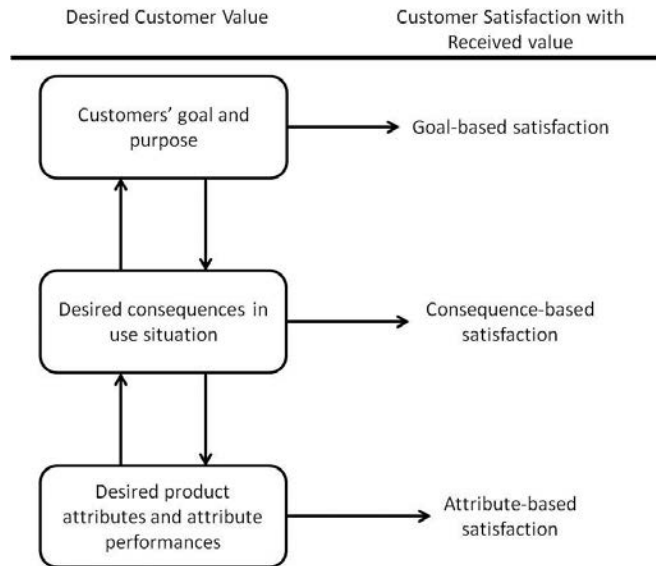 Desired Customer Value
Customer Satisfaction with
Received value
Customers' goal and
purpose
Goal-based satisfaction
Desired consequences in
use situation
Consequence-based
satisfaction
Desired product
attributes and attribute
performances
Attribute-based
satisfaction